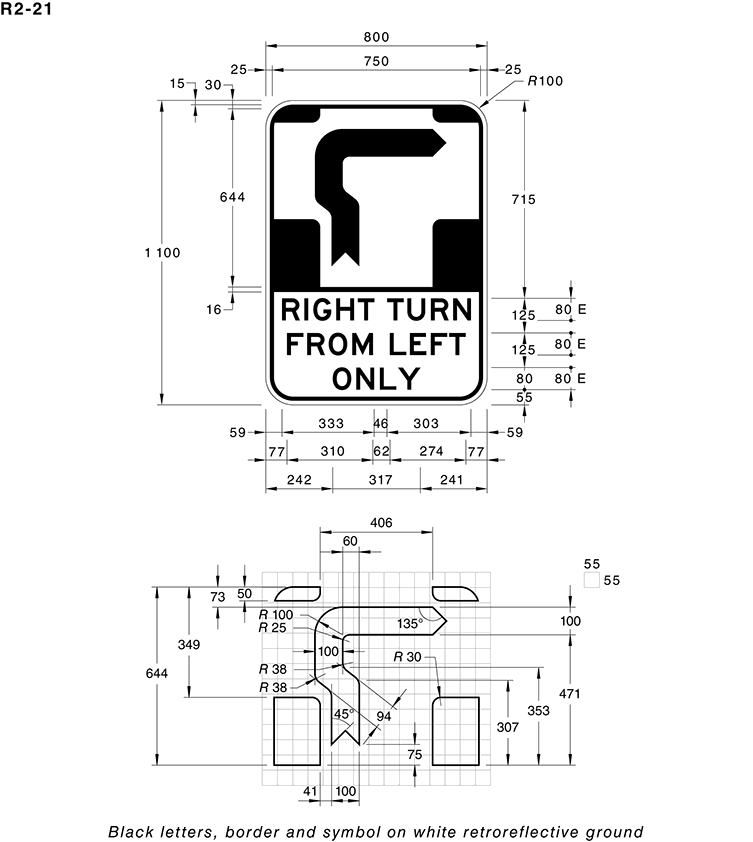 R2-21
800
25 750 25
15 30 R100
644 715
1 100
16
RIGHT TURN
FROM LEFT
ONLY
80 E
125
80 E
125
80 80 E
55
59 333 46 303 59
77 310 62 274 77
242 317 241
406
60
55
55
73 50
R 100
R 25
135°
100
349
100
644
R 38
R 30
R 38
471
353
307
45°
94
75
41 100
Black letters, border and symbol on white retroreflective ground